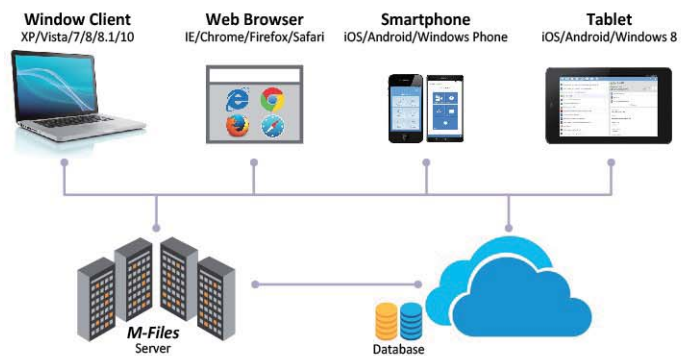 Window Client
XP/Vista/7/8/8.1/10
Web Browser
IE/Chrome/Firefox/Safari
Smartphone
iOS/Android/Windows Phone
Tablet
iOS/Android/Windows 8
M-Files
Server
Database